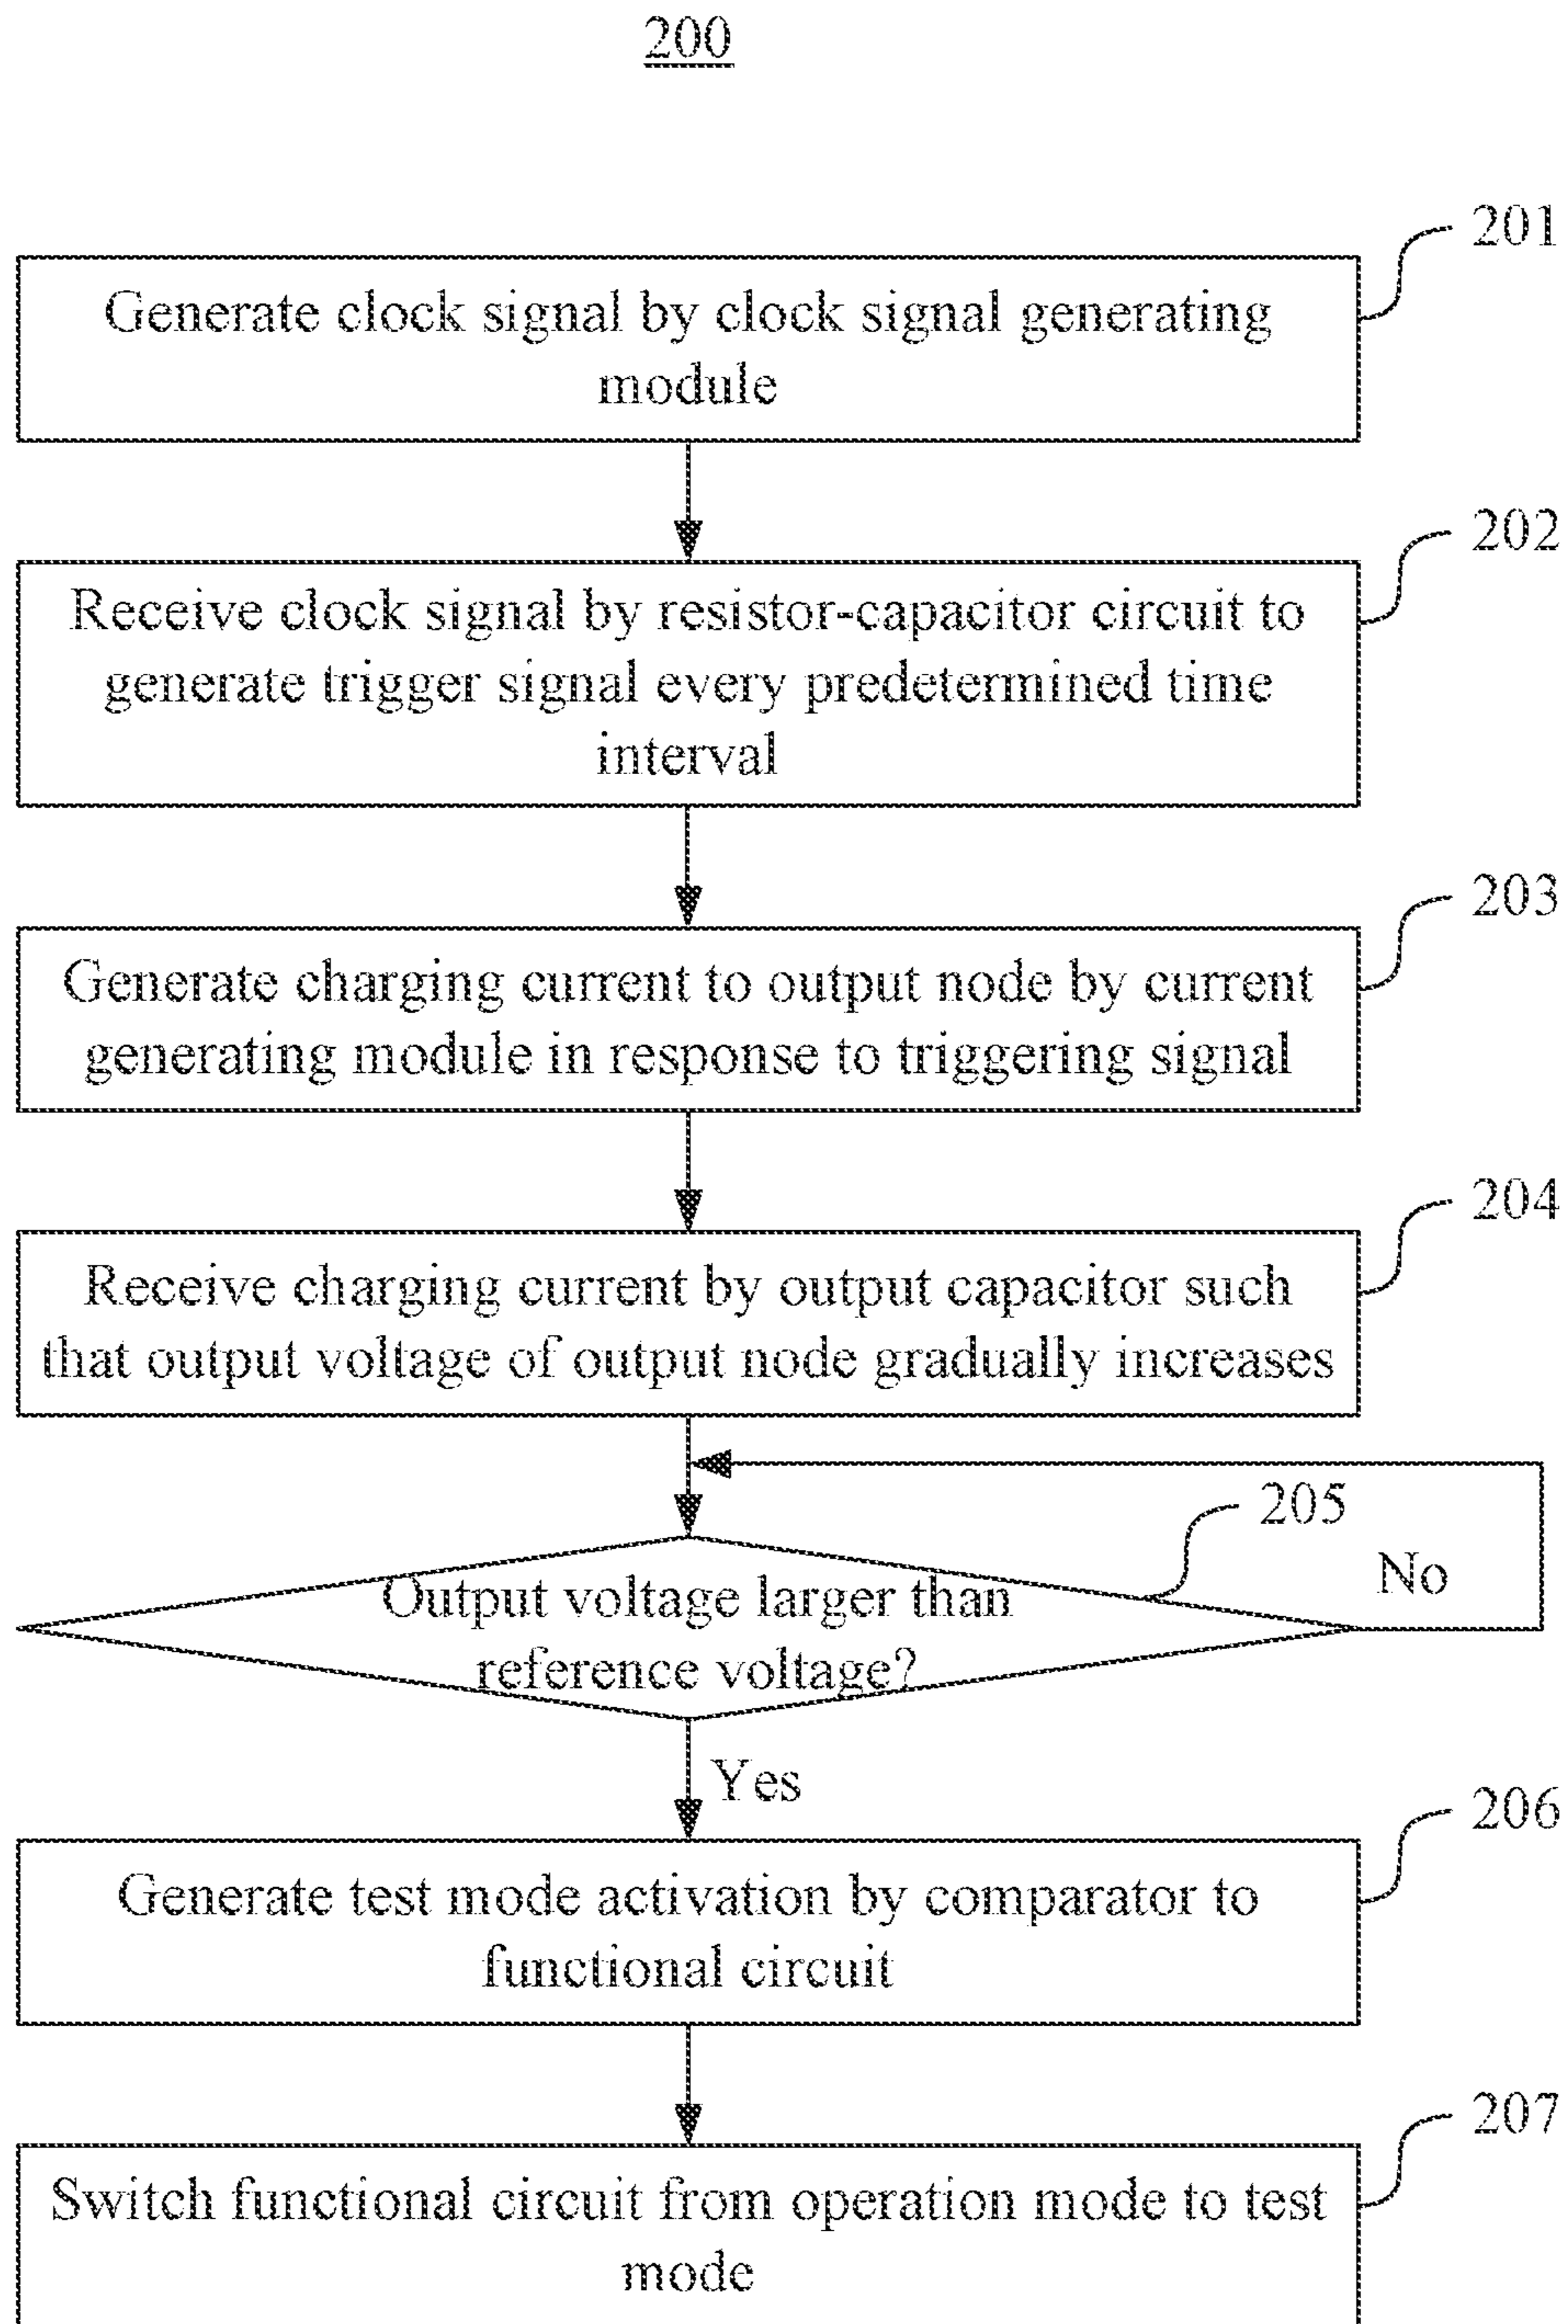 200
201
Generate clock signal by clock signal generating
module
202
Receive clock signal by resistor-capacitor circuit to
generate trigger signal every predetermined time
interval
203
Generate charging current to output node by current
generating module in response to triggering signal
204
Receive charging current by output capacitor such
that output voltage of output node gradually increases
205
No
Output voltage larger than
reference voltage?
Yes
206
Generate test mode activation by comparator to
functional circuit
207
Switch functional circuit from operation mode to test
mode